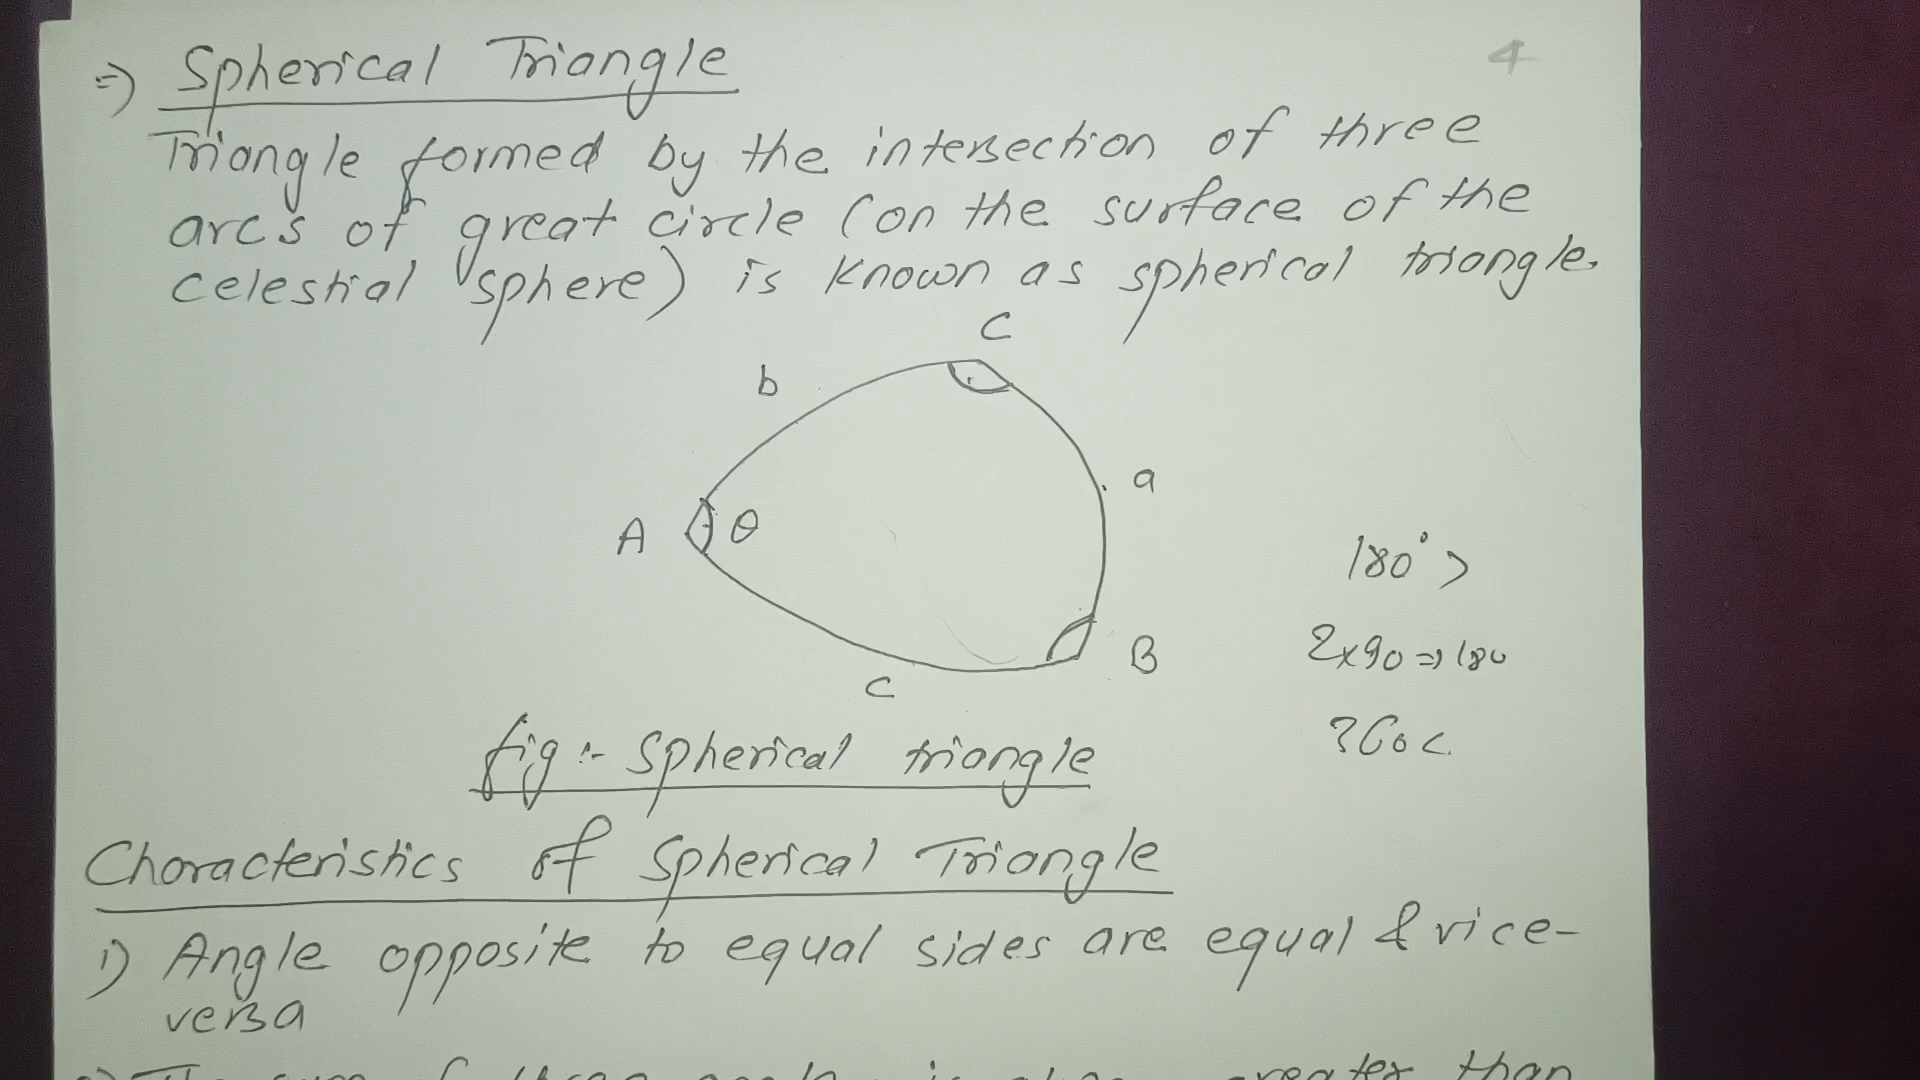 4
=> Spherical Triangle
Triangle formed by the intersection of three
arcs of great circle (on the surface of the
celestial sphere) is known as spherical triangle.
C
b
a
A θ
180° >
2x90 => 180
B
c
360 <
fig :- Spherical triangle
Characteristics of Spherical Triangle
i) Angle opposite to equal sides are equal & vice-
versa
greater than